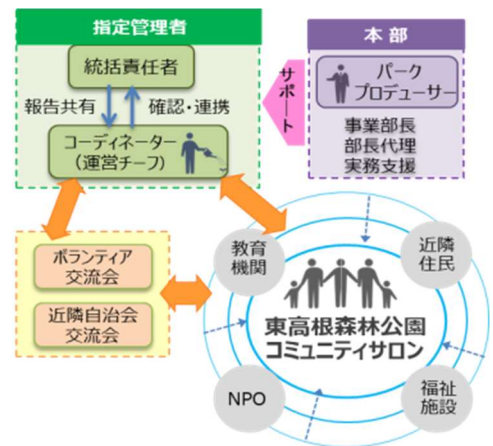 指定管理者
統括責任者
報告共有
確認・連携
コーディネーター
(運営チーフ)
サポート
本部
パーク
プロデューサー
事業部長
部長代理
実務支援
ボランティア
交流会
近隣自治会
交流会
教育
機関
近隣
住民
東高根森林公園
コミュニティサロン
NPO
福祉
施設